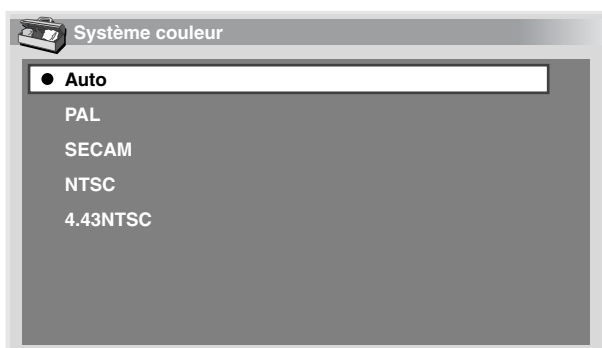 Système couleur
Auto
PAL
SECAM
NTSC
4.43NTSC